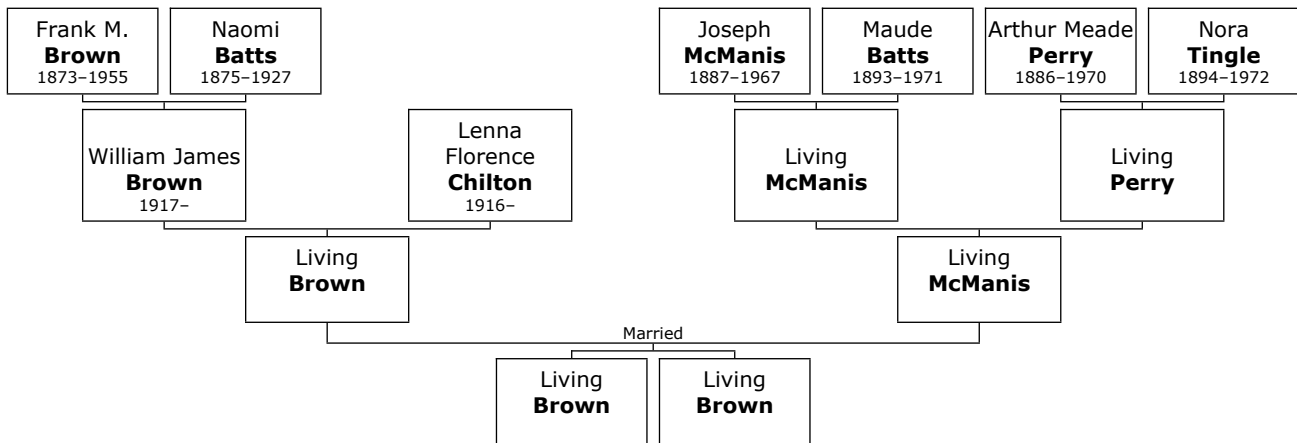 Frank M.
Brown
1873–1955
Naomi
Batts
1875–1927
Joseph
McManis
1887–1967
Maude
Batts
1893–1971
Arthur Meade
Perry
1886–1970
Nora
Tingle
1894–1972
William James
Brown
1917–
Lenna
Florence
Chilton
1916–
Living
McManis
Living
Perry
Living
Brown
Living
McManis
Married
Living
Brown
Living
Brown